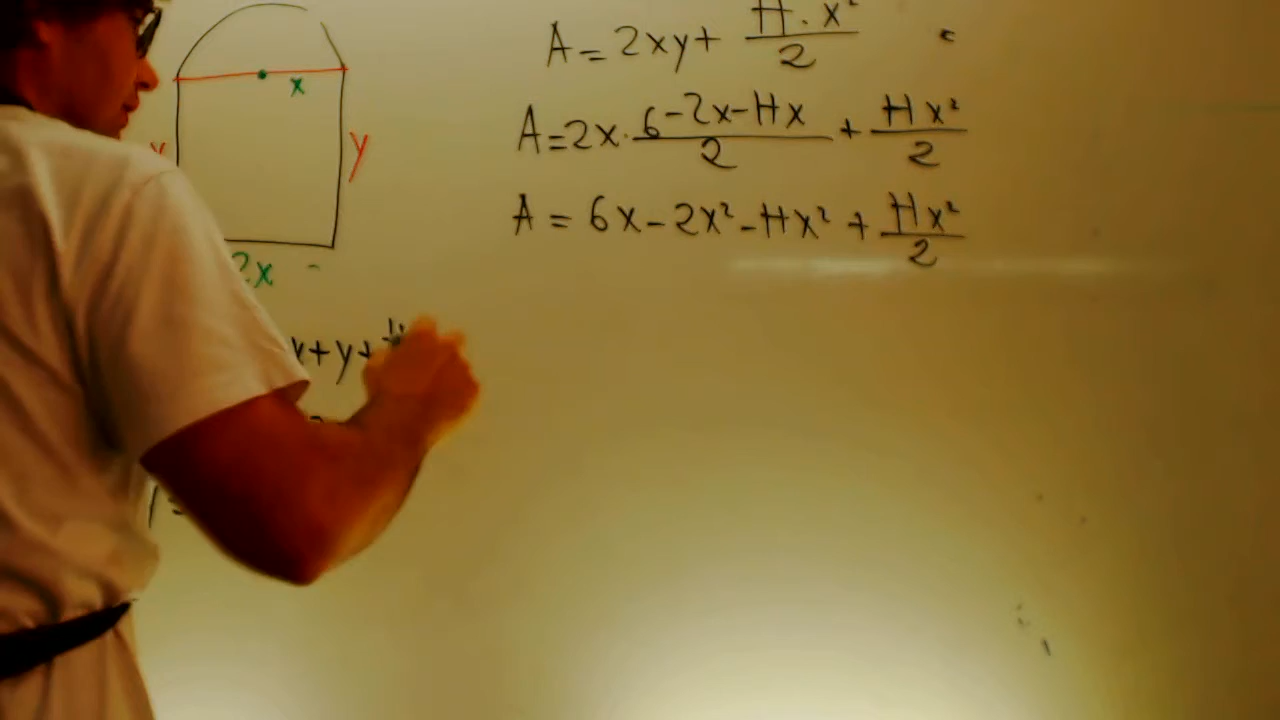 A = 2xy + π · x² / 2
x
A = 2x · (6 - 2x - πx) / 2 + πx² / 2
y y
A = 6x - 2x² - πx² + πx² / 2
2x
x + y +